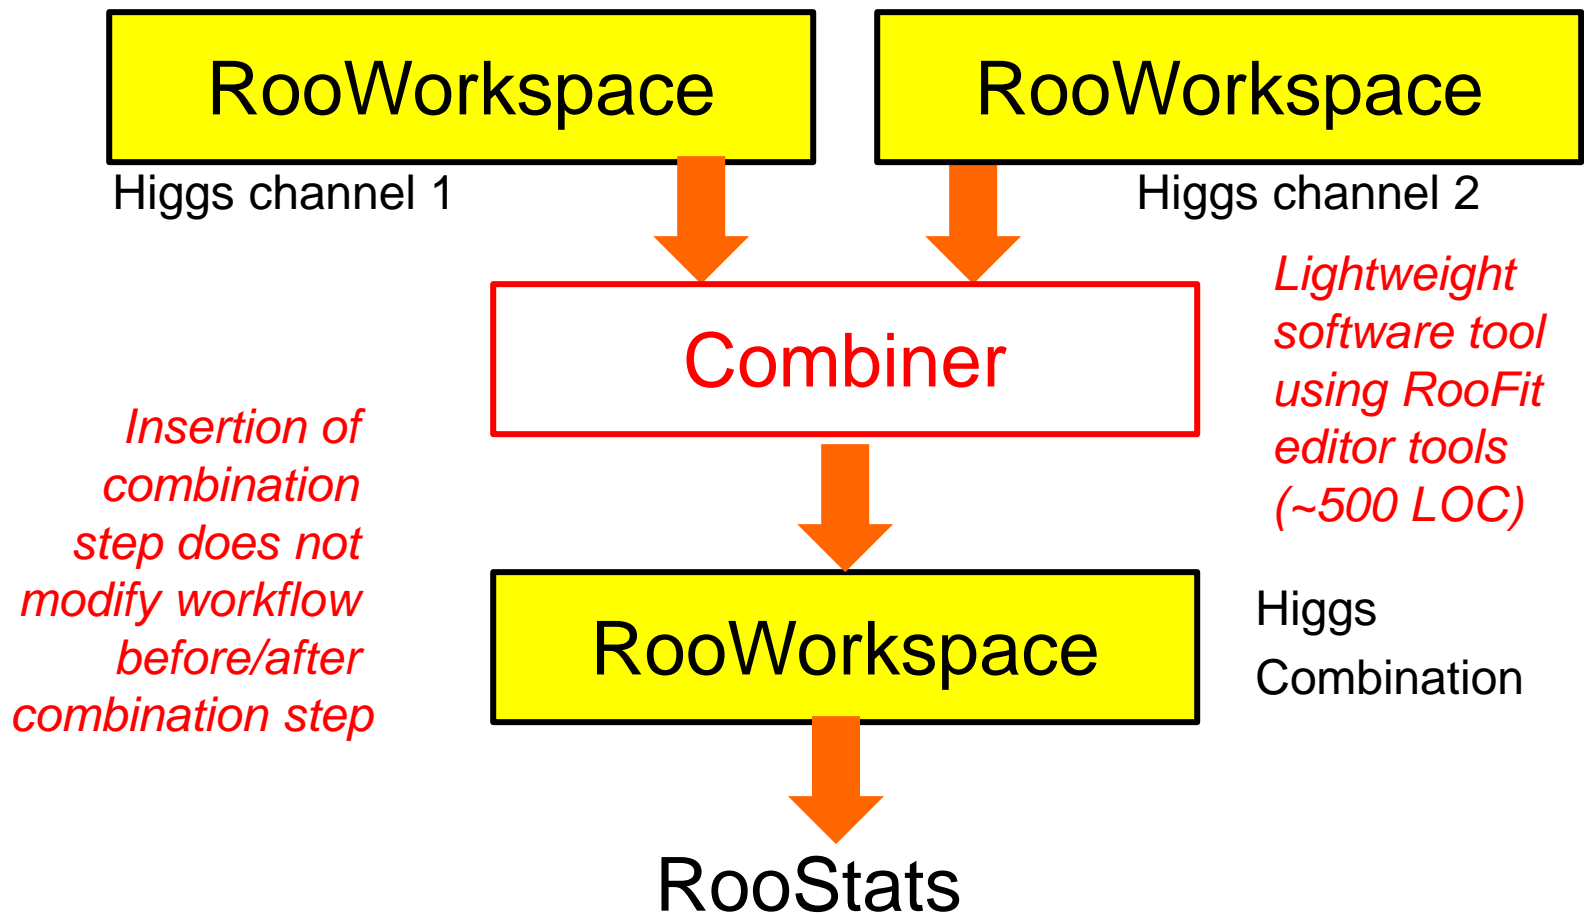 RooWorkspace
RooWorkspace
Higgs channel 1
Higgs channel 2
Lightweight
software tool
using RooFit
editor tools
(~500 LOC)
Combiner
Insertion of
combination
step does not
modify workflow
before/after
combination step
RooWorkspace
Higgs
Combination
RooStats